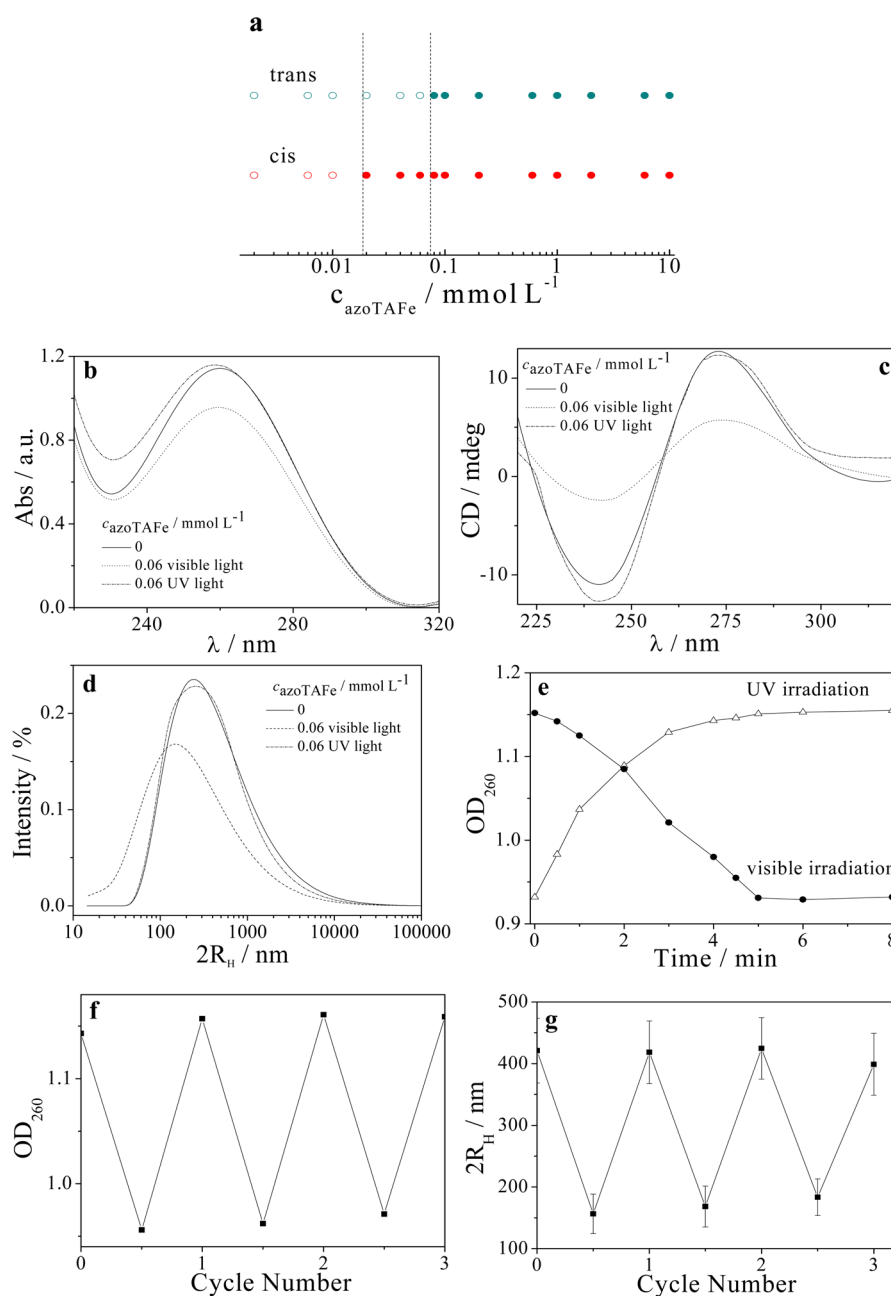 a
trans
cis
0.01 0.1 1 10
c azoTAFe / mmol L-1
b
1.2
0.8
0.4
0.0
Abs / a.u.
c azoTAFe / mmol L-1
0
0.06 visible light
0.06 UV light
240 280 320
λ / nm
c
10
0
-10
CD / mdeg
c azoTAFe / mmol L-1
0
0.06 visible light
0.06 UV light
225 250 275 300
λ / nm
d
0.2
0.1
0.0
Intensity / %
c azoTAFe / mmol L-1
0
0.06 visible light
0.06 UV light
10 100 1000 10000 100000
2RH / nm
e
1.2
1.1
1.0
0.9
OD260
UV irradiation
visible irradiation
0 2 4 6 8
Time / min
f
1.1
1.0
OD260
0 1 2 3
Cycle Number
g
500
400
300
200
100
2RH / nm
0 1 2 3
Cycle Number